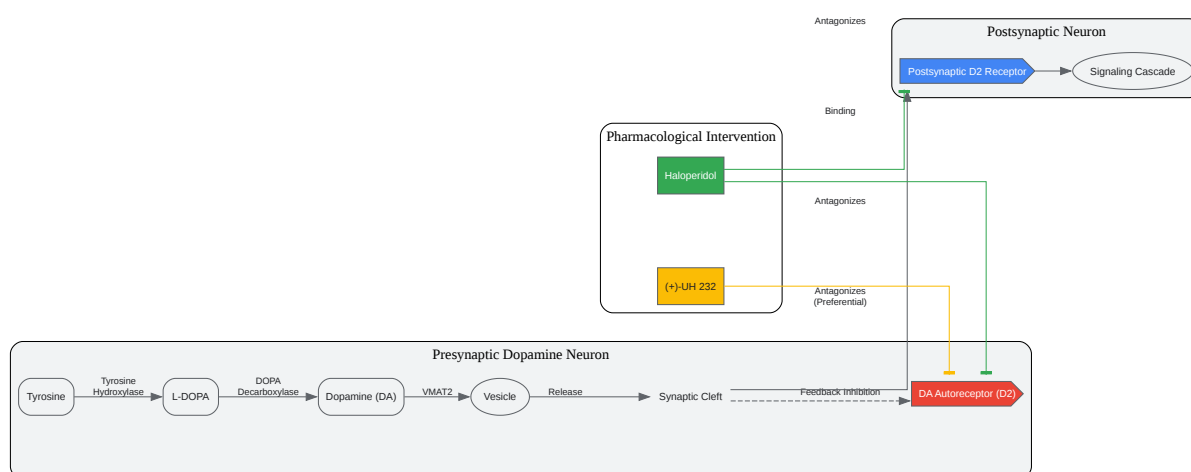 Antagonizes
Postsynaptic Neuron
Postsynaptic D2 Receptor
Signaling Cascade
Binding
Pharmacological Intervention
Haloperidol
Antagonizes
(+)-UH 232
Antagonizes
(Preferential)
Presynaptic Dopamine Neuron
Tyrosine
Tyrosine
Hydroxylase
L-DOPA
DOPA
Decarboxylase
Dopamine (DA)
VMAT2
Vesicle
Release
Synaptic Cleft
Feedback Inhibition
DA Autoreceptor (D2)